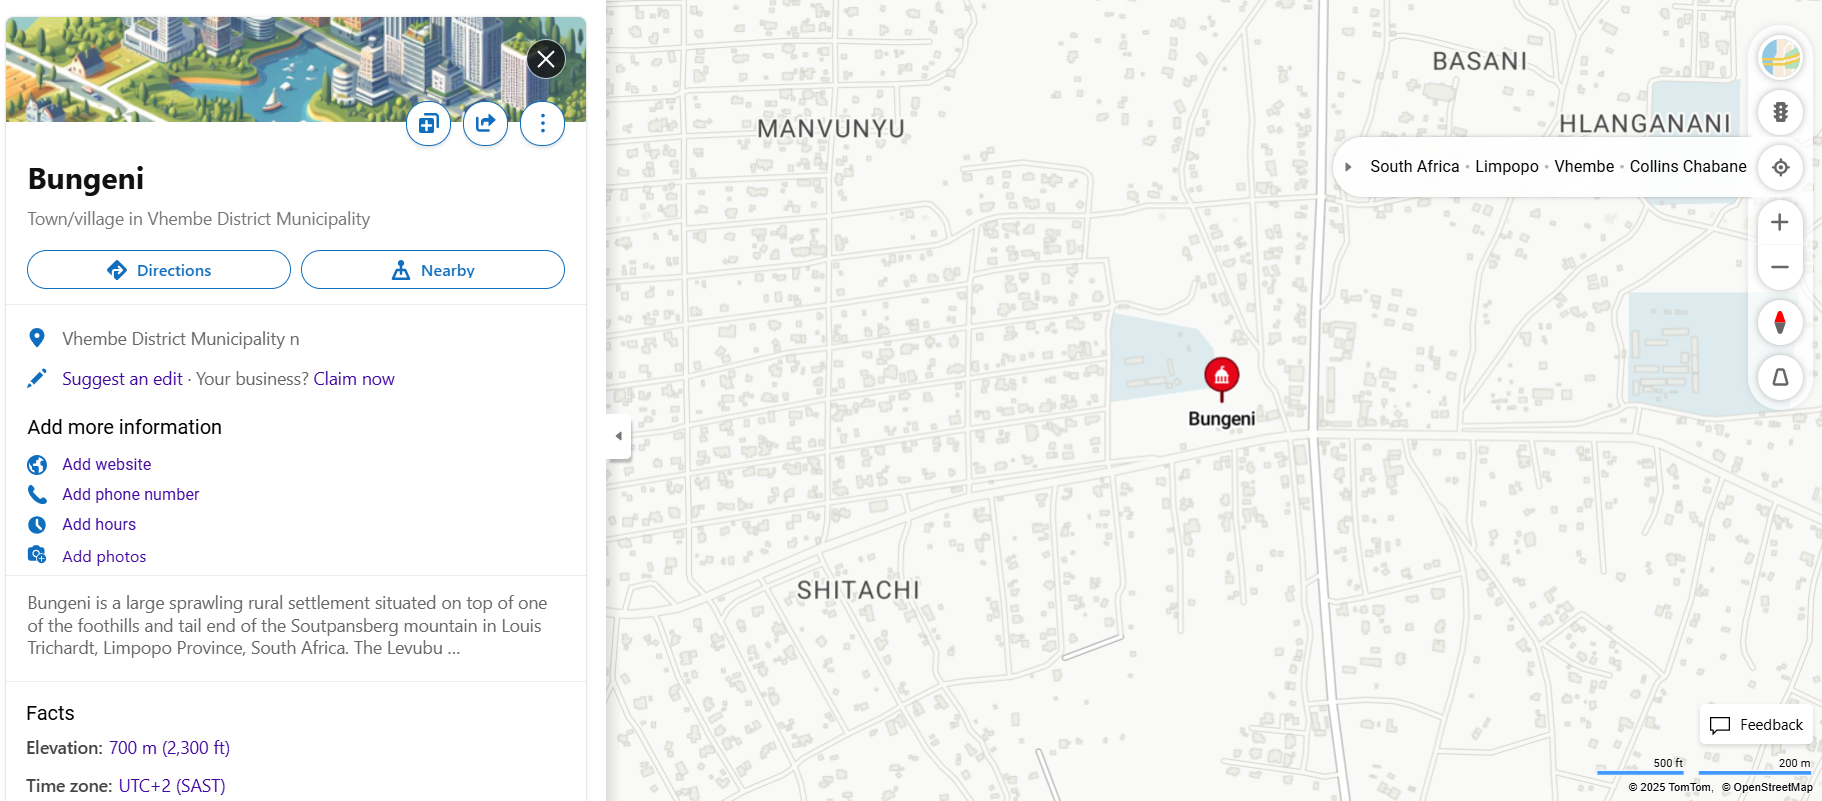 Bungeni
Town/village in Vhembe District Municipality
Directions
Nearby
Vhembe District Municipality n
Suggest an edit · Your business? Claim now
Add more information
Add website
Add phone number
Add hours
Add photos
Bungeni is a large sprawling rural settlement situated on top of one
of the foothills and tail end of the Soutpansberg mountain in Louis
Trichardt, Limpopo Province, South Africa. The Levubu ...
Facts
Elevation: 700 m (2,300 ft)
Time zone: UTC+2 (SAST)
BASANI
MANVUNYU
HLANGANANI
South Africa • Limpopo • Vhembe • Collins Chabane
Bungeni
SHITACHI
Feedback
500 ft 200 m
© 2025 TomTom, © OpenStreetMap